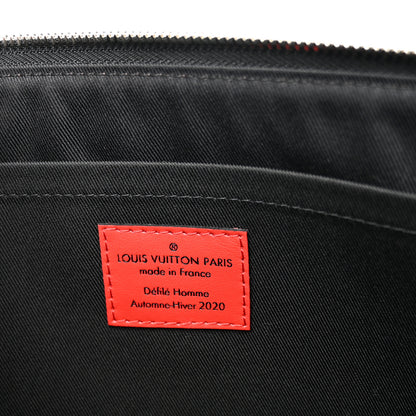 ®
LOUIS VUITTON PARIS
made in France
Défilé Homme
Automne-Hiver 2020